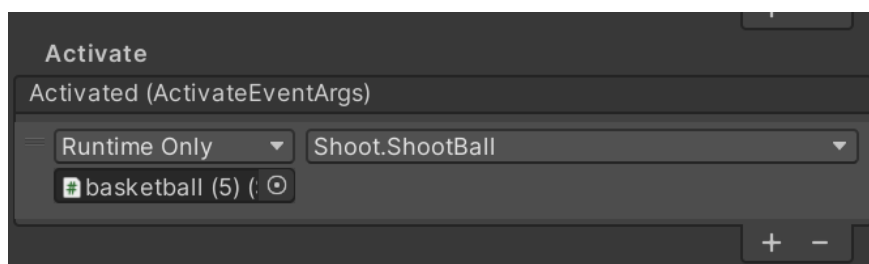 Activate
Activated (ActivateEventArgs)
Runtime Only Shoot.ShootBall
basketball (5) (